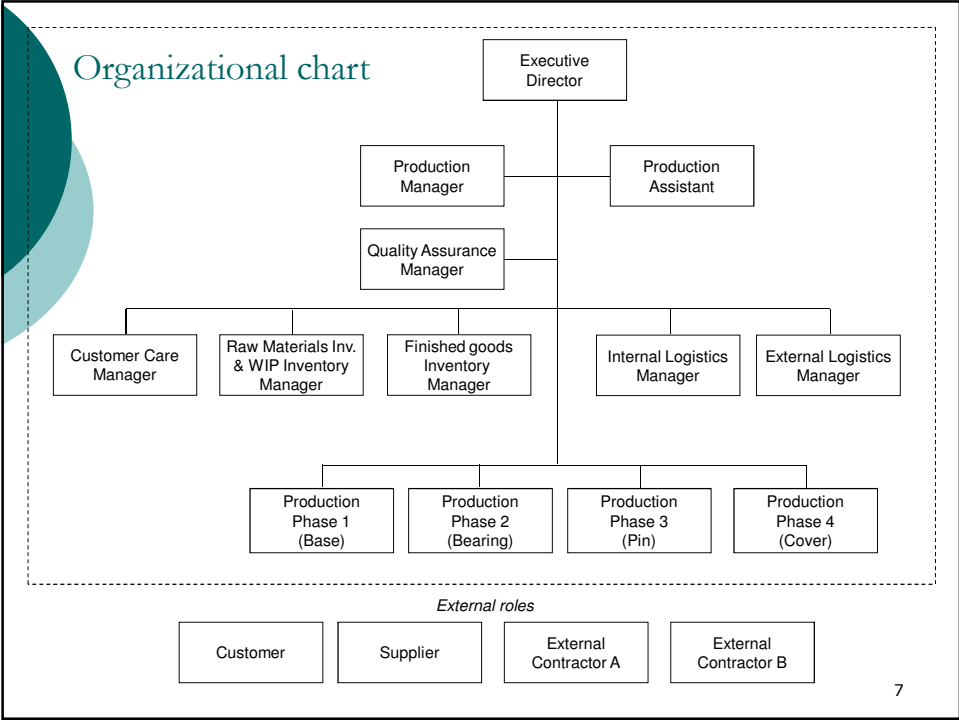 Organizational chart
Executive
Director
Production
Manager
Production
Assistant
Quality Assurance
Manager
Customer Care
Manager
Raw Materials Inv.
& WIP Inventory
Manager
Finished goods
Inventory
Manager
Internal Logistics
Manager
External Logistics
Manager
Production
Phase 1
(Base)
Production
Phase 2
(Bearing)
Production
Phase 3
(Pin)
Production
Phase 4
(Cover)
External roles
Customer
Supplier
External
Contractor A
External
Contractor B
7